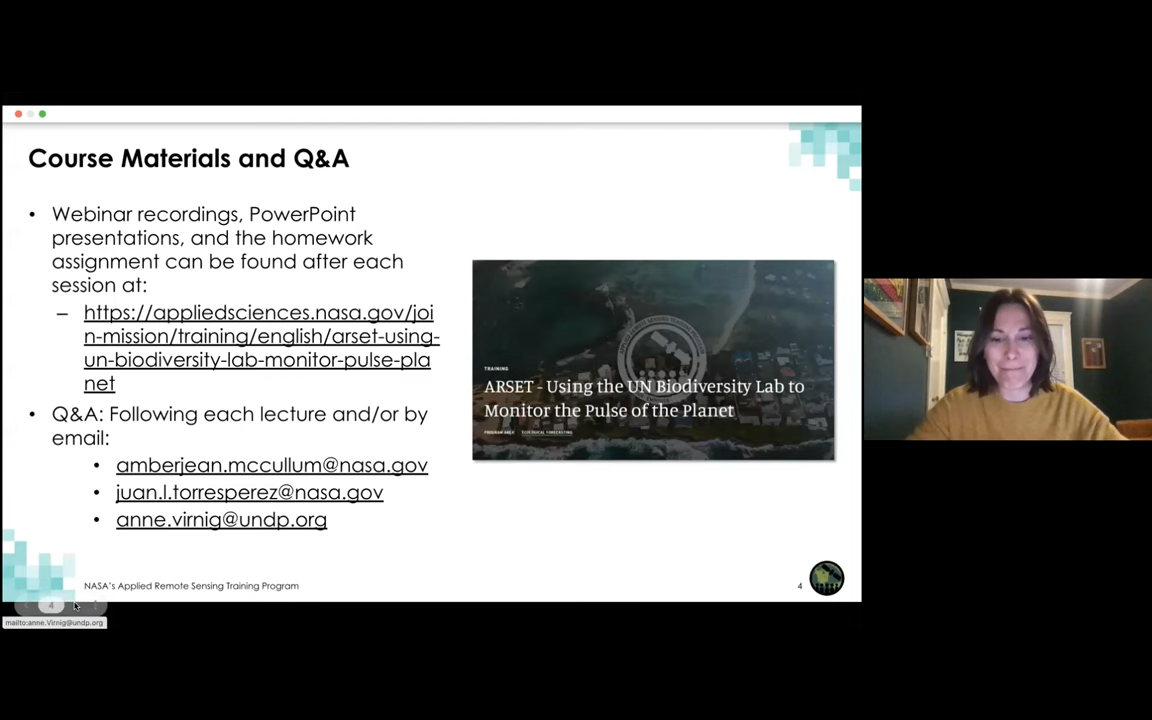 Course Materials and Q&A
• Webinar recordings, PowerPoint
presentations, and the homework
assignment can be found after each
session at:
– https://appliedsciences.nasa.gov/joi
n-mission/training/english/arset-using-
un-biodiversity-lab-monitor-pulse-pla
net
• Q&A: Following each lecture and/or by
email:
• amberjean.mccullum@nasa.gov
• juan.l.torresperez@nasa.gov
• anne.virnig@undp.org
TRAINING
ARSET - Using the UN Biodiversity Lab to
Monitor the Pulse of the Planet
PROGRAM AREA: ECOLOGICAL FORECASTING
NASA's Applied Remote Sensing Training Program
4
4
mailto:anne.Virnig@undp.org